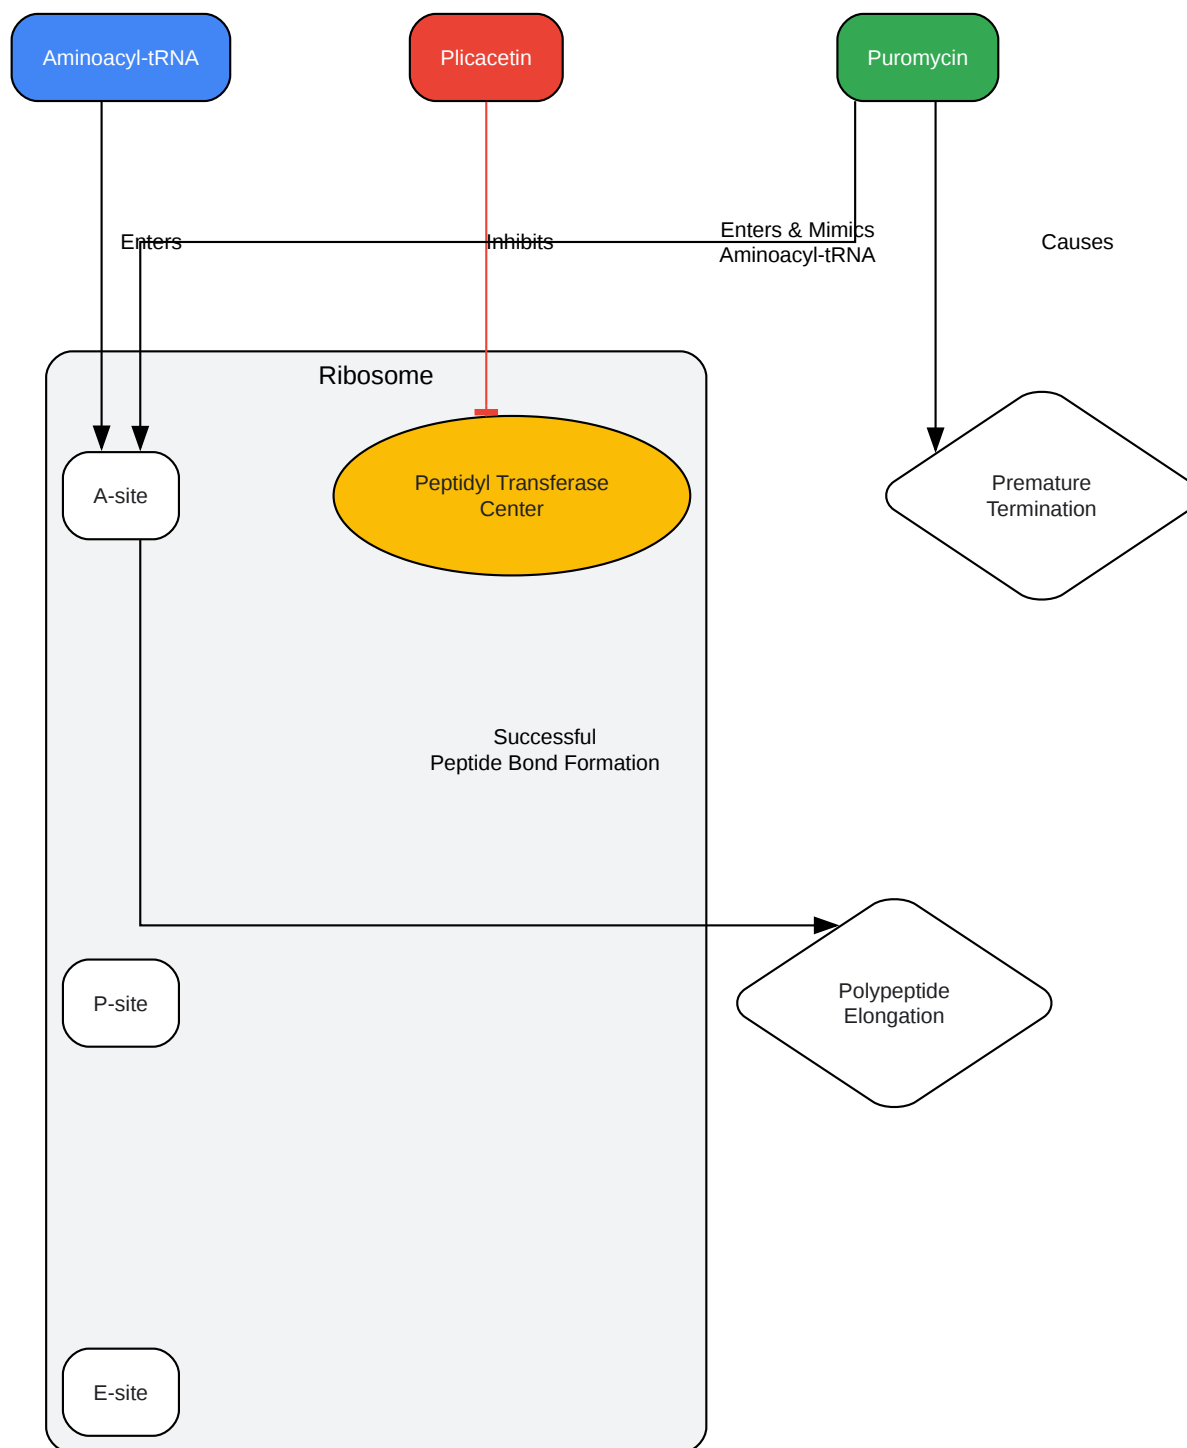 Aminoacyl-tRNA
Plicacetin
Puromycin
Enters
Inhibits
Enters & Mimics
Aminoacyl-tRNA
Causes
Ribosome
A-site
Peptidyl Transferase
Center
Premature
Termination
Successful
Peptide Bond Formation
P-site
Polypeptide
Elongation
E-site